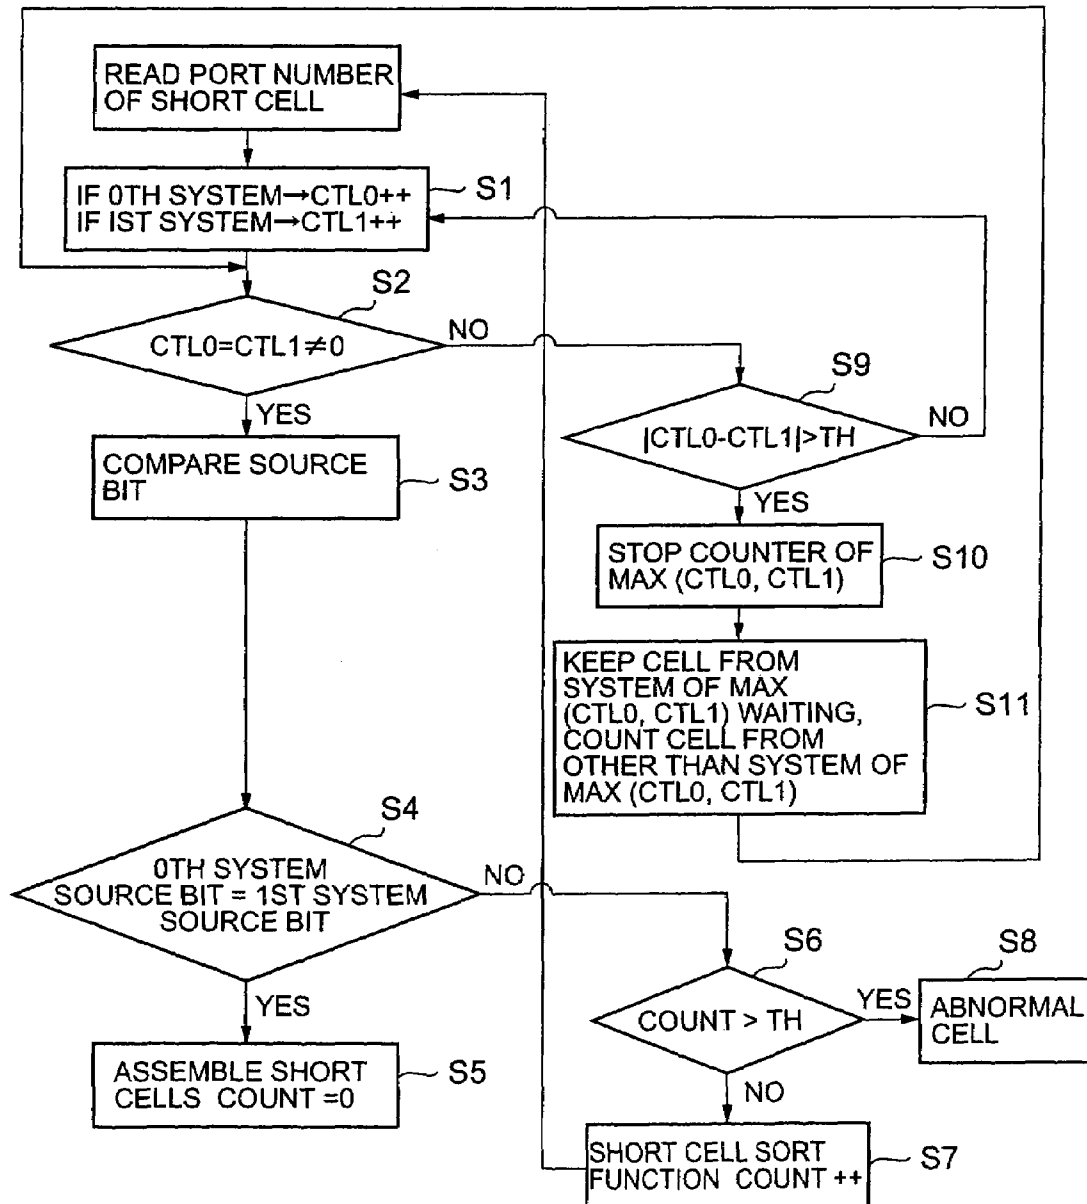 READ PORT NUMBER
OF SHORT CELL
IF 0TH SYSTEM→CTL0++
IF IST SYSTEM→CTL1++
S1
S2
CTL0=CTL1≠0
NO
YES
COMPARE SOURCE
BIT
S3
S9
|CTL0-CTL1|>TH
NO
YES
STOP COUNTER OF
MAX (CTL0, CTL1)
S10
KEEP CELL FROM
SYSTEM OF MAX
(CTL0, CTL1) WAITING,
COUNT CELL FROM
OTHER THAN SYSTEM OF
MAX (CTL0, CTL1)
S11
S4
0TH SYSTEM
SOURCE BIT = 1ST SYSTEM
SOURCE BIT
NO
YES
ASSEMBLE SHORT
CELLS COUNT =0
S5
S6
COUNT > TH
YES
NO
S8
ABNORMAL
CELL
SHORT CELL SORT
FUNCTION COUNT ++
S7